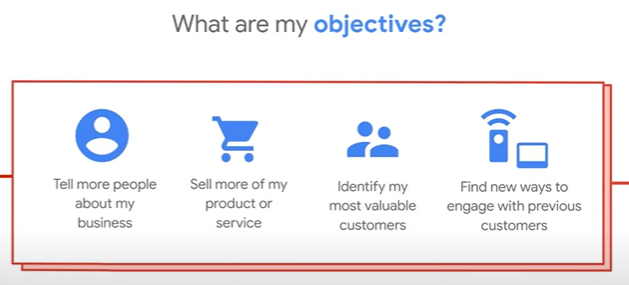 What are my objectives?
Tell more people
about my
business
Sell more of my
product or
service
Identify my
most valuable
customers
Find new ways to
engage with previous
customers